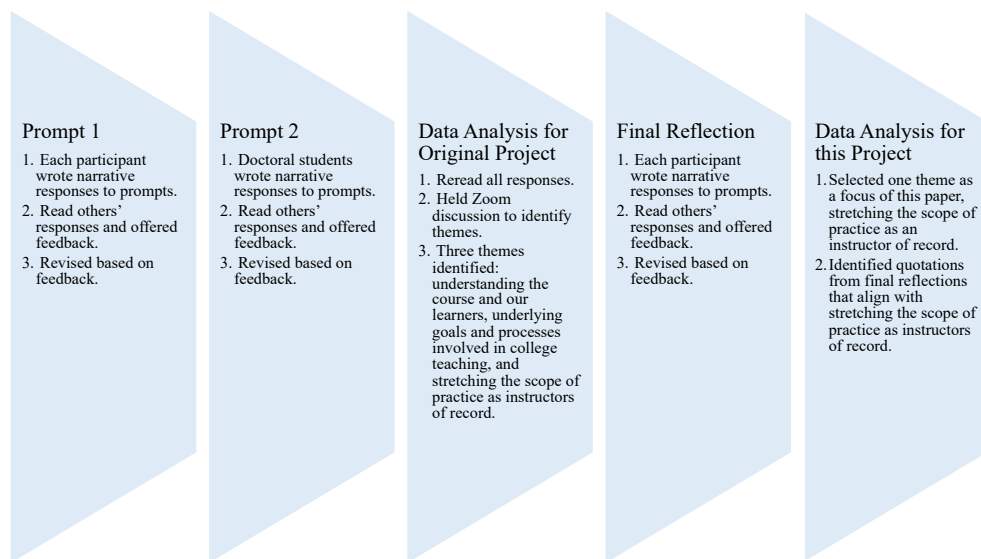 Prompt 1
1. Each participant
wrote narrative
responses to prompts.
2. Read others’
responses and offered
feedback.
3. Revised based on
feedback.
Prompt 2
1. Doctoral students
wrote narrative
responses to prompts.
2. Read others’
responses and offered
feedback.
3. Revised based on
feedback.
Data Analysis for
Original Project
1. Reread all responses.
2. Held Zoom
discussion to identify
themes.
3. Three themes
identified:
understanding the
course and our
learners, underlying
goals and processes
involved in college
teaching, and
stretching the scope of
practice as instructors
of record.
Final Reflection
1. Each participant
wrote narrative
responses to prompts.
2. Read others’
responses and offered
feedback.
3. Revised based on
feedback.
Data Analysis for
this Project
1. Selected one theme as
a focus of this paper,
stretching the scope of
practice as an
instructor of record.
2. Identified quotations
from final reflections
that align with
stretching the scope of
practice as instructors
of record.